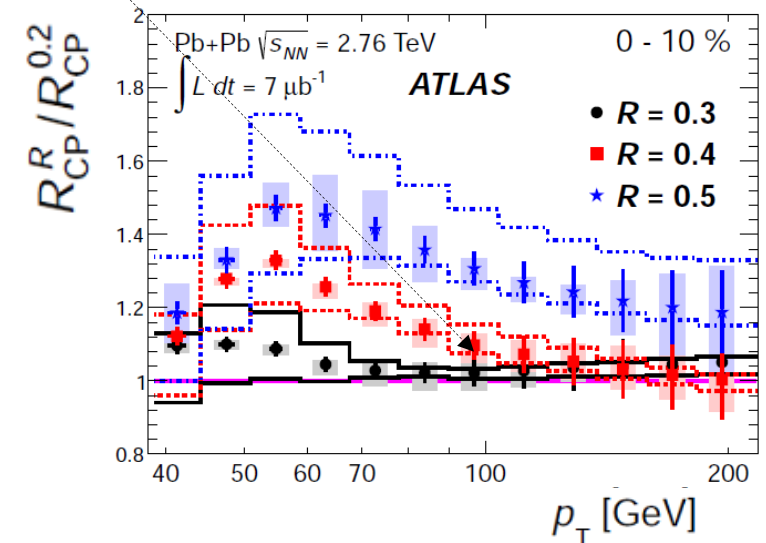 R_CP^R / R_CP^0.2
Pb+Pb √s_NN = 2.76 TeV
0 - 10 %
∫ L dt = 7 μb⁻¹
ATLAS
R = 0.3
R = 0.4
R = 0.5
2
1.8
1.6
1.4
1.2
1
0.8
40 50 60 70 100 200
p_T [GeV]